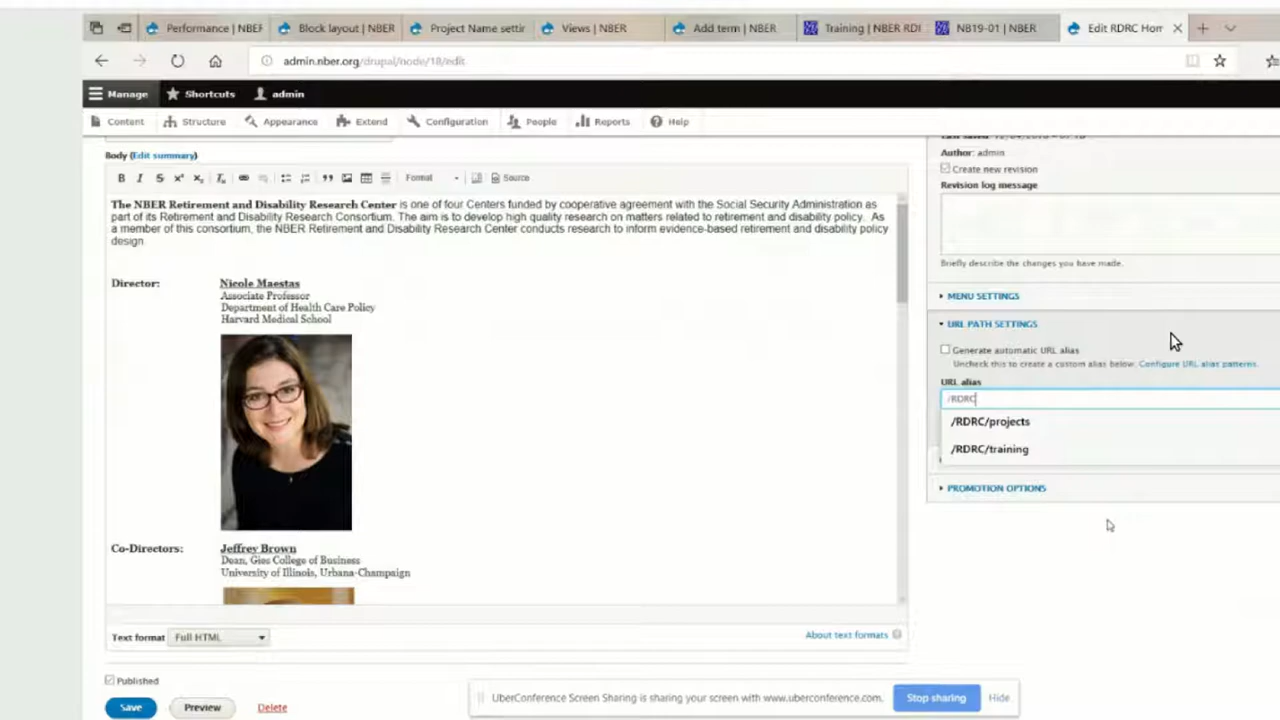 Performance | NBEF
Block layout | NBER
Project Name settir
Views | NBER
Add term | NBER
Training | NBER RDI
NB19-01 | NBER
Edit RDRC Hom
admin.nber.org/drupal/node/18/edit
Manage
Shortcuts
admin
Content
Structure
Appearance
Extend
Configuration
People
Reports
Help
Body (Edit summary)
Format
Source
The NBER Retirement and Disability Research Center is one of four Centers funded by cooperative agreement with the Social Security Administration as
part of its Retirement and Disability Research Consortium. The aim is to develop high quality research on matters related to retirement and disability policy. As
a member of this consortium, the NBER Retirement and Disability Research Center conducts research to inform evidence-based retirement and disability policy
design.
Director:
Nicole Maestas
Associate Professor
Department of Health Care Policy
Harvard Medical School
Co-Directors:
Jeffrey Brown
Dean, Gies College of Business
University of Illinois, Urbana-Champaign
Text format
Full HTML
About text formats
Published
Save
Preview
Delete
Author: admin
Create new revision
Revision log message
Briefly describe the changes you have made.
MENU SETTINGS
URL PATH SETTINGS
Generate automatic URL alias
Uncheck this to create a custom alias below. Configure URL alias patterns.
URL alias
/RDRC
/RDRC/projects
/RDRC/training
PROMOTION OPTIONS
UberConference Screen Sharing is sharing your screen with www.uberconference.com.
Stop sharing
Hide